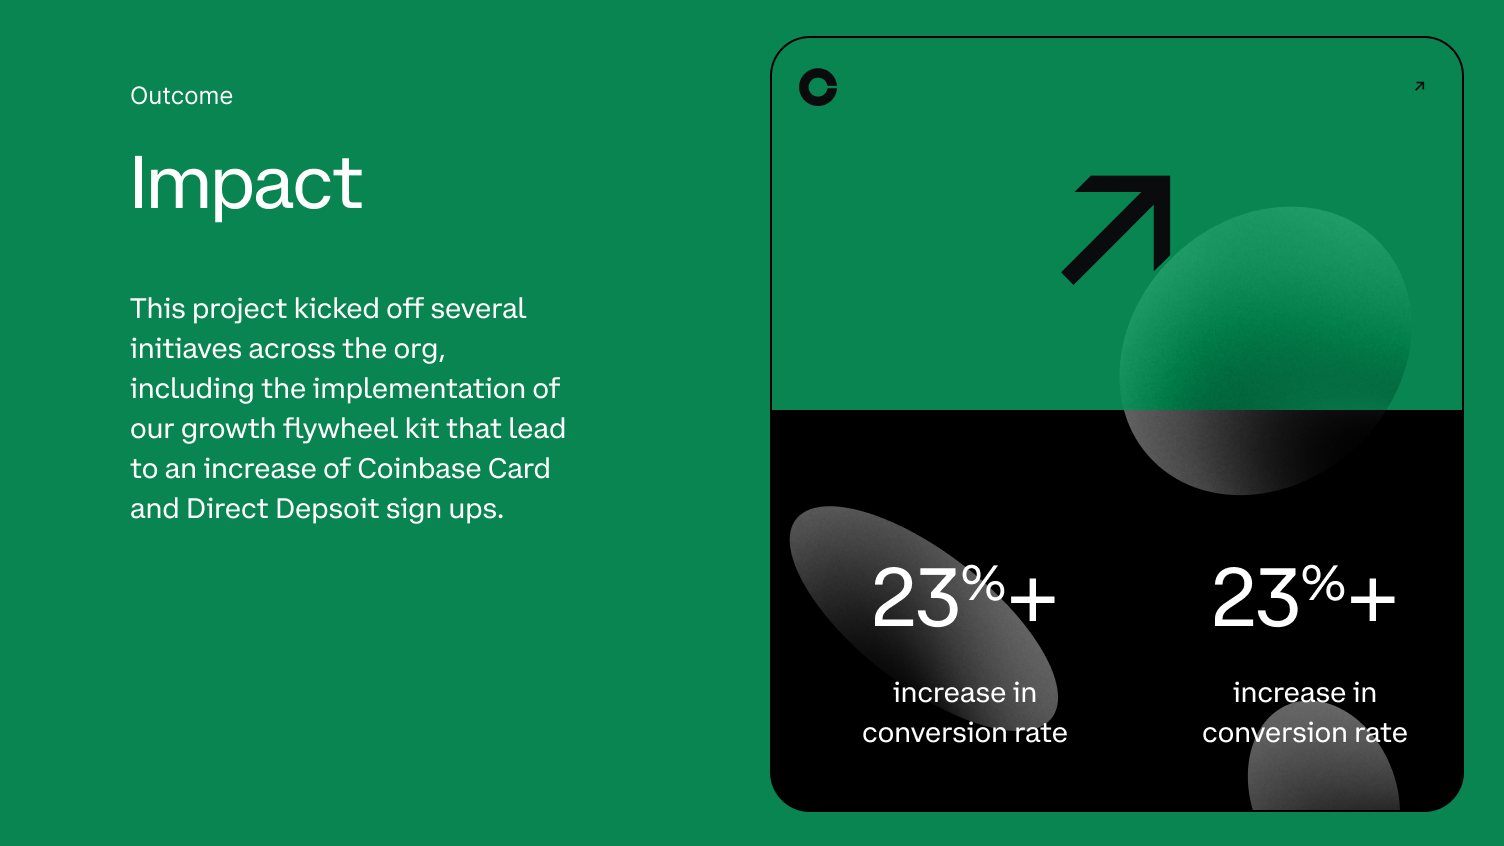 Outcome
Impact
This project kicked off several
initiaves across the org,
including the implementation of
our growth flywheel kit that lead
to an increase of Coinbase Card
and Direct Depsoit sign ups.
23%+
increase in
conversion rate
23%+
increase in
conversion rate